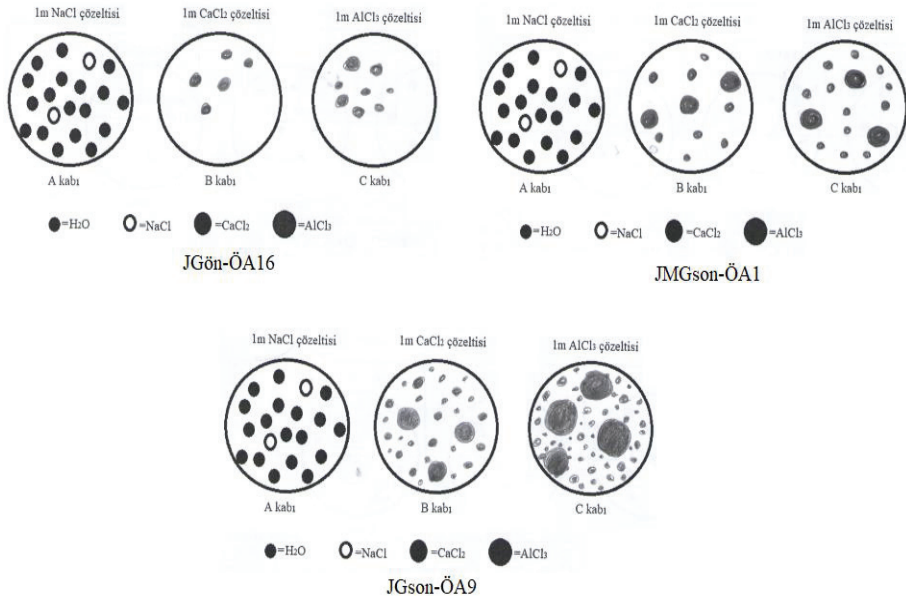 1m NaCl çözeltisi 1m CaCl₂ çözeltisi 1m AlCl₃ çözeltisi
A kabı B kabı C kabı
=H₂O =NaCl =CaCl₂ =AlCl₃
JGön-ÖA16
1m NaCl çözeltisi 1m CaCl₂ çözeltisi 1m AlCl₃ çözeltisi
A kabı B kabı C kabı
=H₂O =NaCl =CaCl₂ =AlCl₃
JMGson-ÖA1
1m NaCl çözeltisi 1m CaCl₂ çözeltisi 1m AlCl₃ çözeltisi
A kabı B kabı C kabı
=H₂O =NaCl =CaCl₂ =AlCl₃
JGson-ÖA9